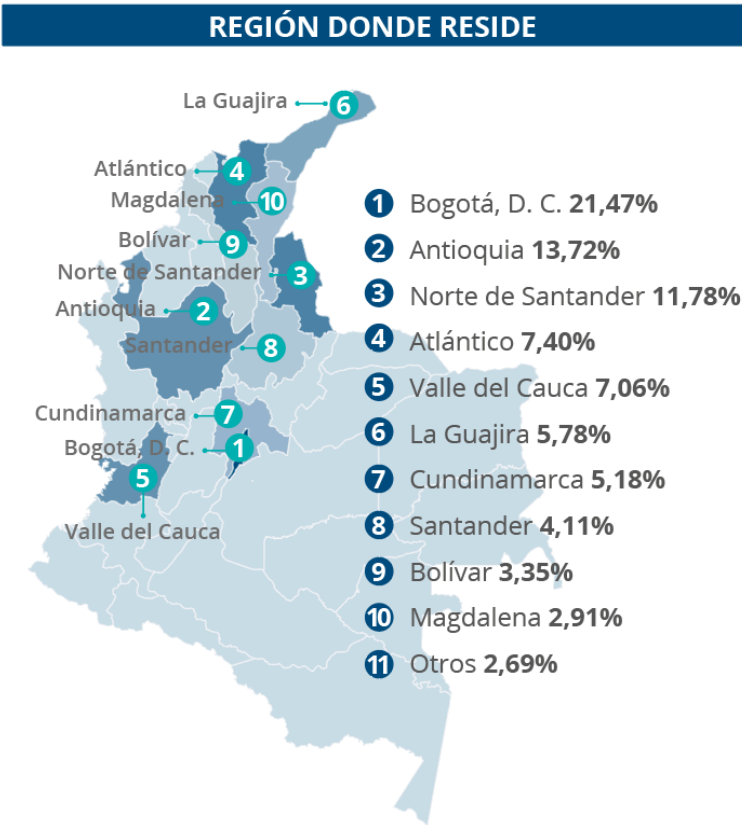 REGIÓN DONDE RESIDE
La Guajira 6
Atlántico 4
Magdalena 10
Bolívar 9
Norte de Santander 3
Antioquia 2
Santander 8
Cundinamarca 7
Bogotá, D. C. 1
5
Valle del Cauca
1 Bogotá, D. C. 21,47%
2 Antioquia 13,72%
3 Norte de Santander 11,78%
4 Atlántico 7,40%
5 Valle del Cauca 7,06%
6 La Guajira 5,78%
7 Cundinamarca 5,18%
8 Santander 4,11%
9 Bolívar 3,35%
10 Magdalena 2,91%
11 Otros 2,69%